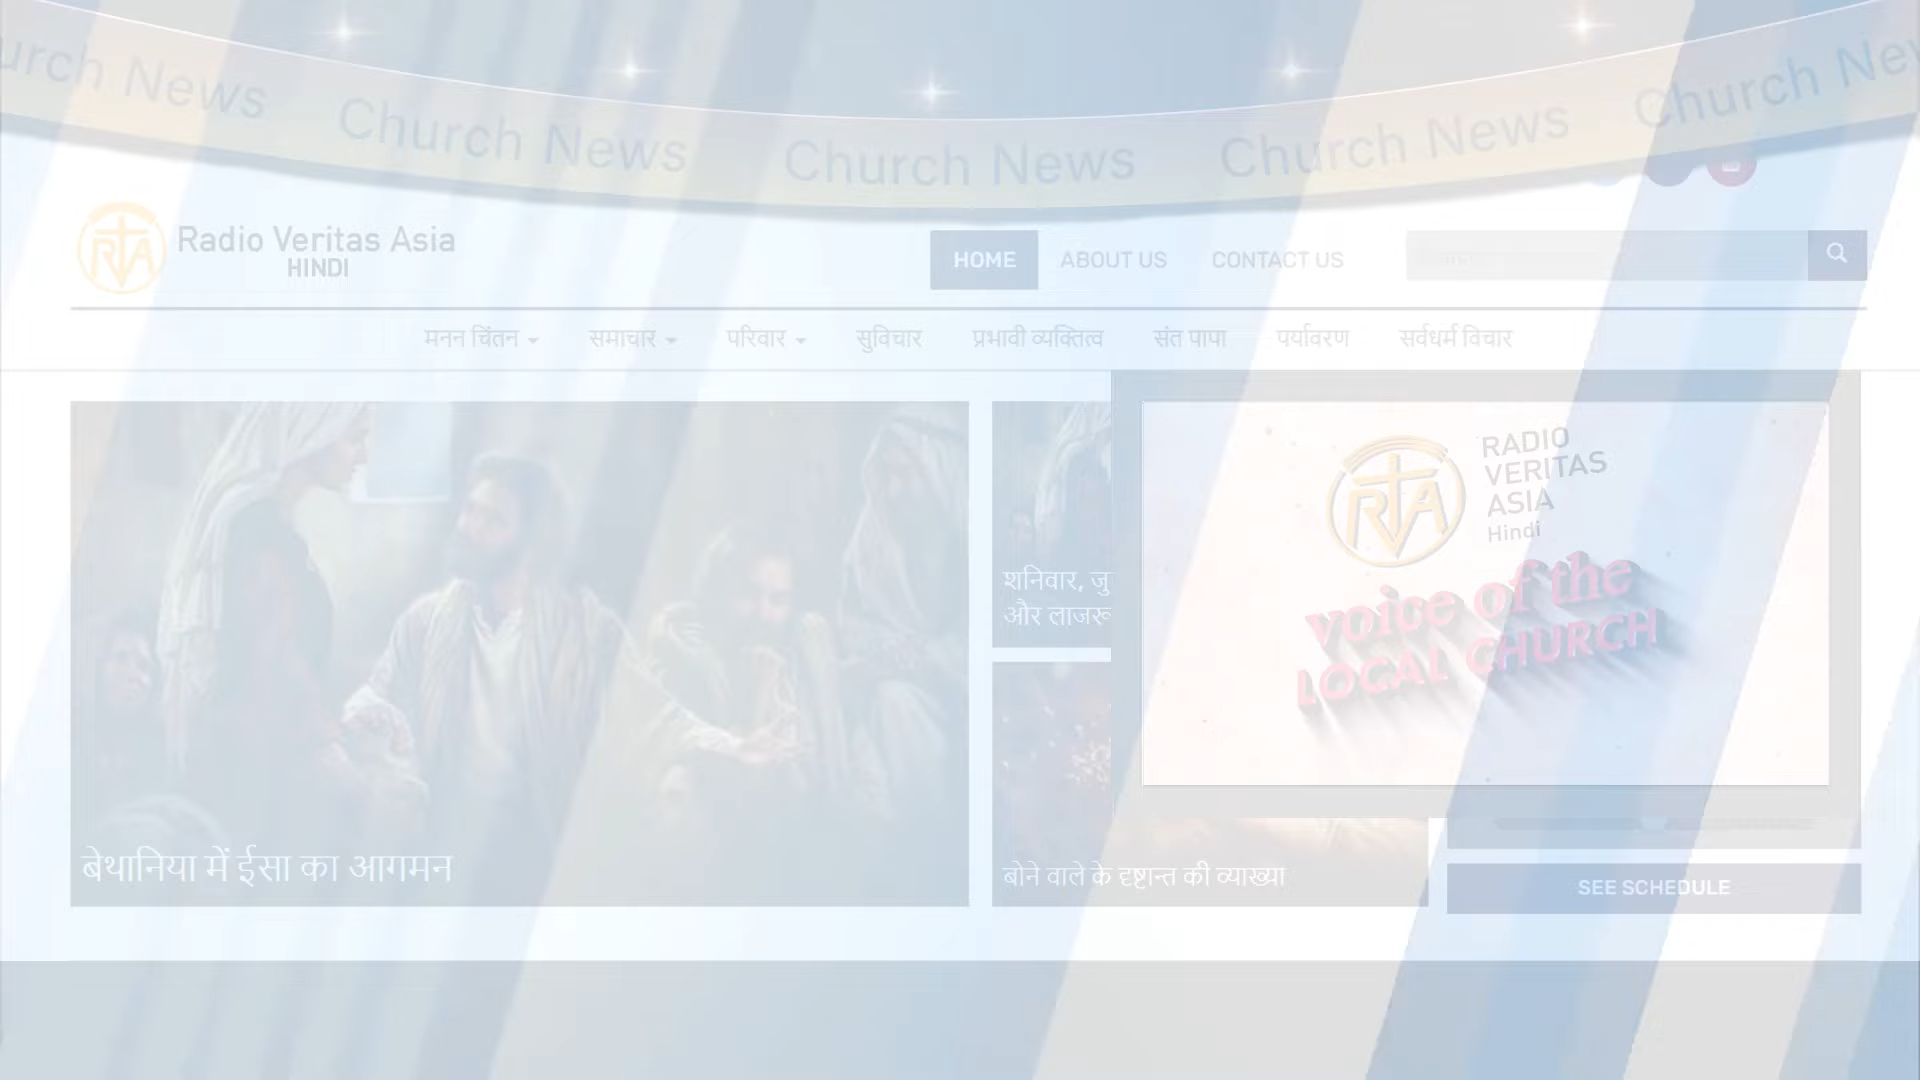 urch News Church News Church News Church News Church New
Radio Veritas Asia
HINDI
HOME ABOUT US CONTACT US
मनन चिंतन समाचार परिवार सुविचार प्रभावी व्यक्तित्व संत पापा पर्यावरण सर्वधर्म विचार
RADIO
VERITAS
ASIA
Hindi
voice of the
LOCAL CHURCH
शनिवार, जु
और लाजरू
बेथानिया में ईसा का आगमन
बोने वाले के दृष्टान्त की व्याख्या
SEE SCHEDULE